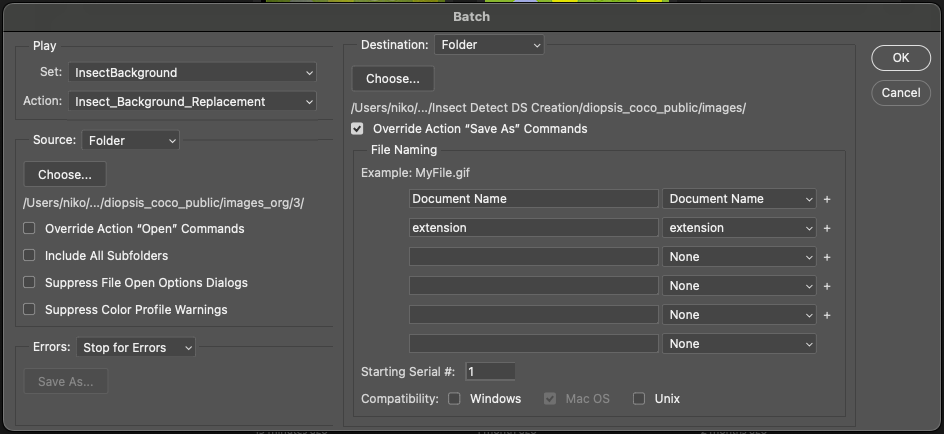 Batch
Play
Set: InsectBackground
Action: Insect_Background_Replacement
Source: Folder
Choose...
/Users/niko/.../diopsis_coco_public/images_org/3/
Override Action “Open” Commands
Include All Subfolders
Suppress File Open Options Dialogs
Suppress Color Profile Warnings
Errors: Stop for Errors
Save As...
Destination: Folder
Choose...
/Users/niko/.../Insect Detect DS Creation/diopsis_coco_public/images/
Override Action “Save As” Commands
File Naming
Example: MyFile.gif
Document Name Document Name +
extension extension +
None +
None +
None +
None
Starting Serial #: 1
Compatibility: Windows Mac OS Unix
OK
Cancel